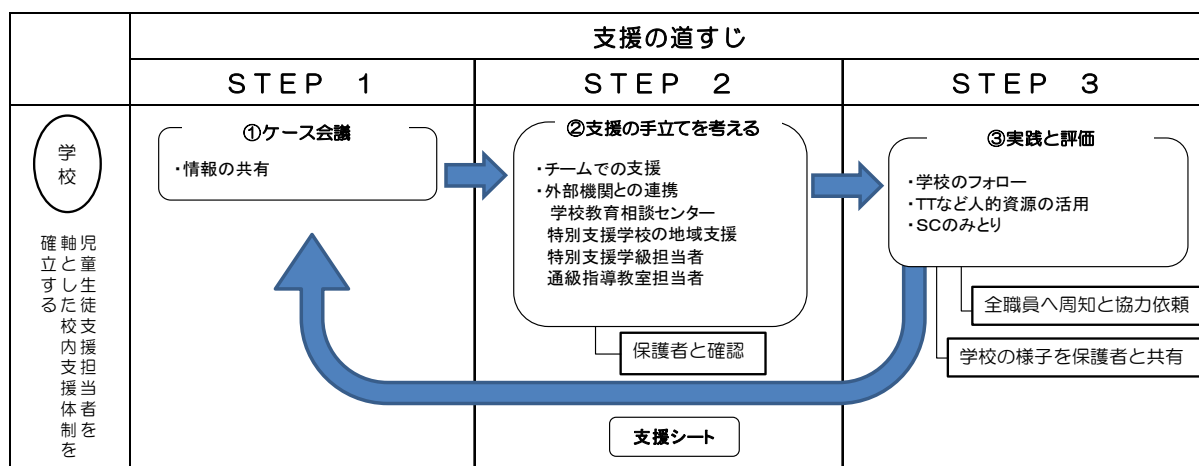 支援の道すじ
STEP 1
STEP 2
STEP 3
学校
児童生徒支援担当者を
軸とした校内支援体制を
確立する
①ケース会議
・情報の共有
②支援の手立てを考える
・チームでの支援
・外部機関との連携
学校教育相談センター
特別支援学校の地域支援
特別支援学級担当者
通級指導教室担当者
保護者と確認
③実践と評価
・学校のフォロー
・TTなど人的資源の活用
・SCのみとり
全職員へ周知と協力依頼
学校の様子を保護者と共有
支援シート